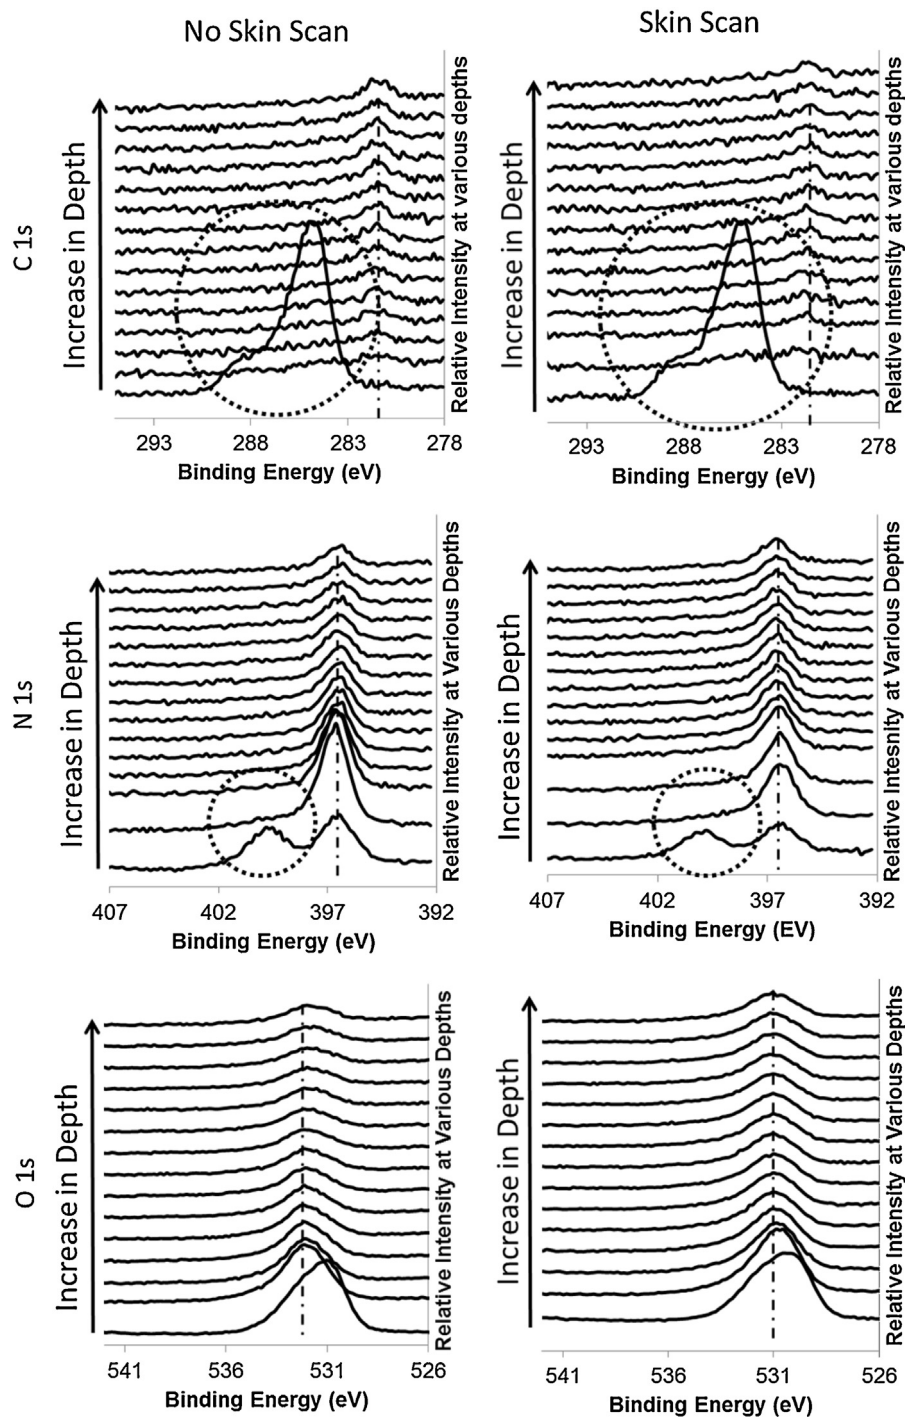 No Skin Scan
Skin Scan
C 1s
Increase in Depth
Relative Intensity at various depths
293 288 283 278
Binding Energy (eV)
Increase in Depth
Relative Intensity at various depths
293 288 283 278
Binding Energy (eV)
N 1s
Increase in Depth
Relative Intensity at Various Depths
407 402 397 392
Binding Energy (eV)
Increase in Depth
Relative Intesnity at Various Depths
407 402 397 392
Binding Energy (EV)
O 1s
Increase in Depth
Relative Intensity at Various Depths
541 536 531 526
Binding Energy (eV)
Increase in Depth
Relative Intensity at Various Depths
541 536 531 526
Binding Energy (eV)